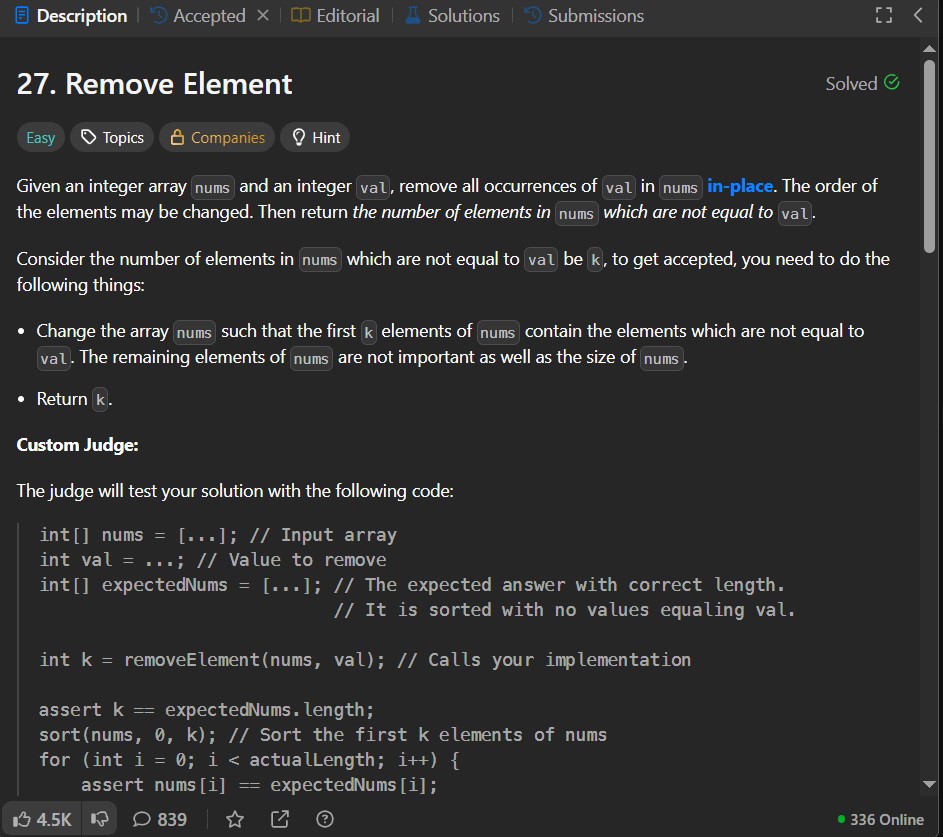 Description | Accepted × | Editorial | Solutions | Submissions
27. Remove Element
Solved
Easy Topics Companies Hint
Given an integer array nums and an integer val, remove all occurrences of val in nums in-place. The order of
the elements may be changed. Then return the number of elements in nums which are not equal to val.
Consider the number of elements in nums which are not equal to val be k, to get accepted, you need to do the
following things:
• Change the array nums such that the first k elements of nums contain the elements which are not equal to
val. The remaining elements of nums are not important as well as the size of nums.
• Return k.
Custom Judge:
The judge will test your solution with the following code:
int[] nums = [...]; // Input array
int val = ...; // Value to remove
int[] expectedNums = [...]; // The expected answer with correct length.
// It is sorted with no values equaling val.
int k = removeElement(nums, val); // Calls your implementation
assert k == expectedNums.length;
sort(nums, 0, k); // Sort the first k elements of nums
for (int i = 0; i < actualLength; i++) {
assert nums[i] == expectedNums[i];
4.5K 839 336 Online